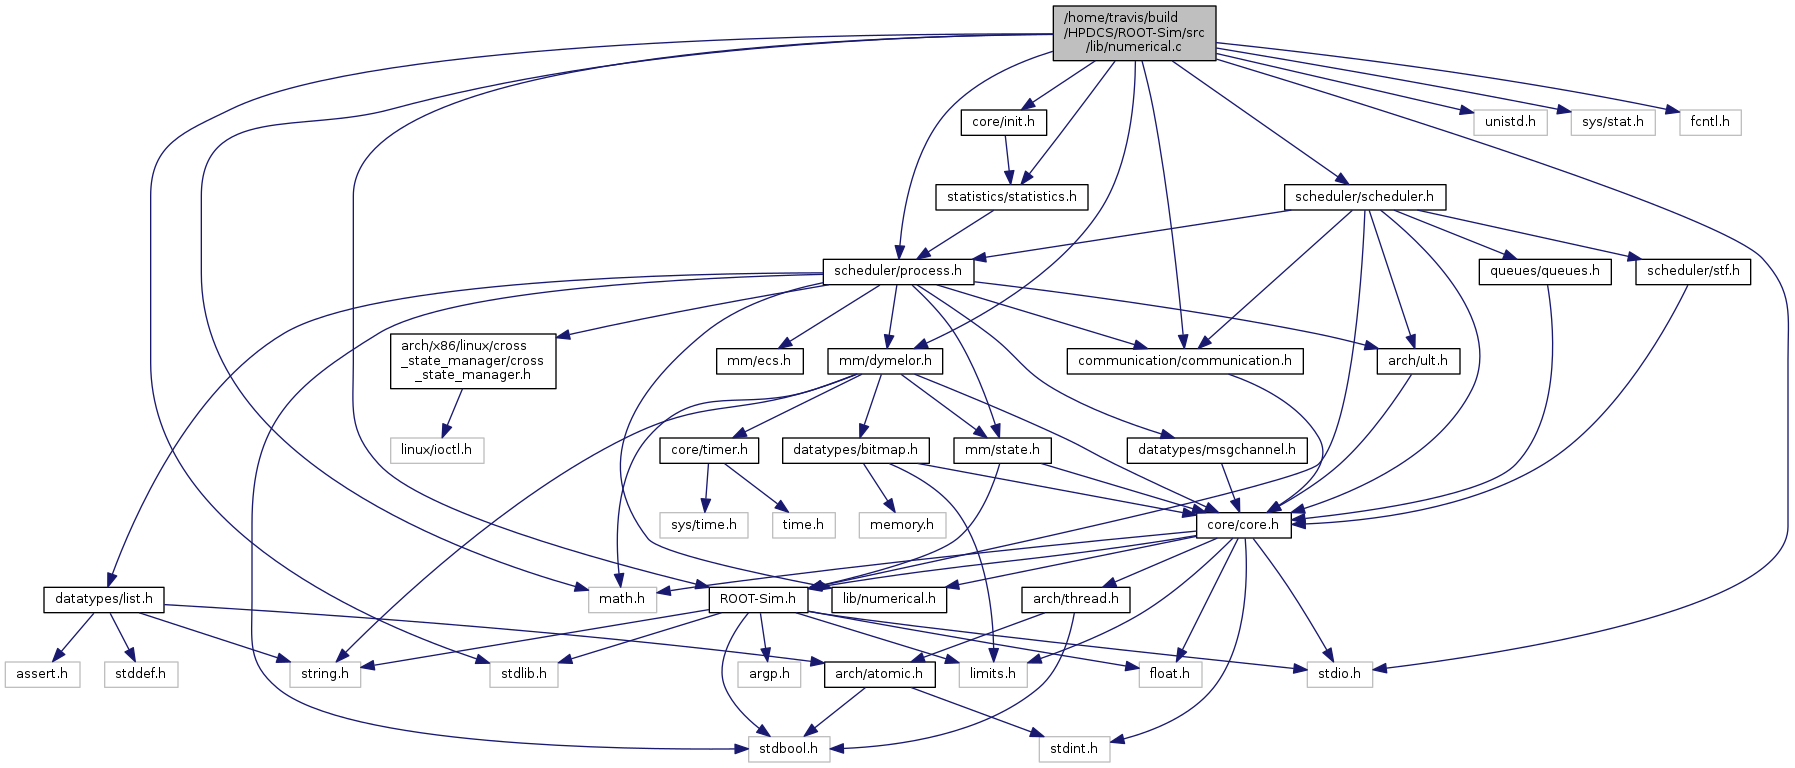 /home/travis/build
/HPDCS/ROOT-Sim/src
/lib/numerical.c
core/init.h
unistd.h
sys/stat.h
fcntl.h
statistics/statistics.h
scheduler/scheduler.h
scheduler/process.h
queues/queues.h
scheduler/stf.h
arch/x86/linux/cross
_state_manager/cross
_state_manager.h
mm/ecs.h
mm/dymelor.h
communication/communication.h
arch/ult.h
linux/ioctl.h
core/timer.h
datatypes/bitmap.h
mm/state.h
datatypes/msgchannel.h
sys/time.h
time.h
memory.h
core/core.h
datatypes/list.h
math.h
ROOT-Sim.h
lib/numerical.h
arch/thread.h
assert.h
stddef.h
string.h
stdlib.h
argp.h
arch/atomic.h
limits.h
float.h
stdio.h
stdbool.h
stdint.h